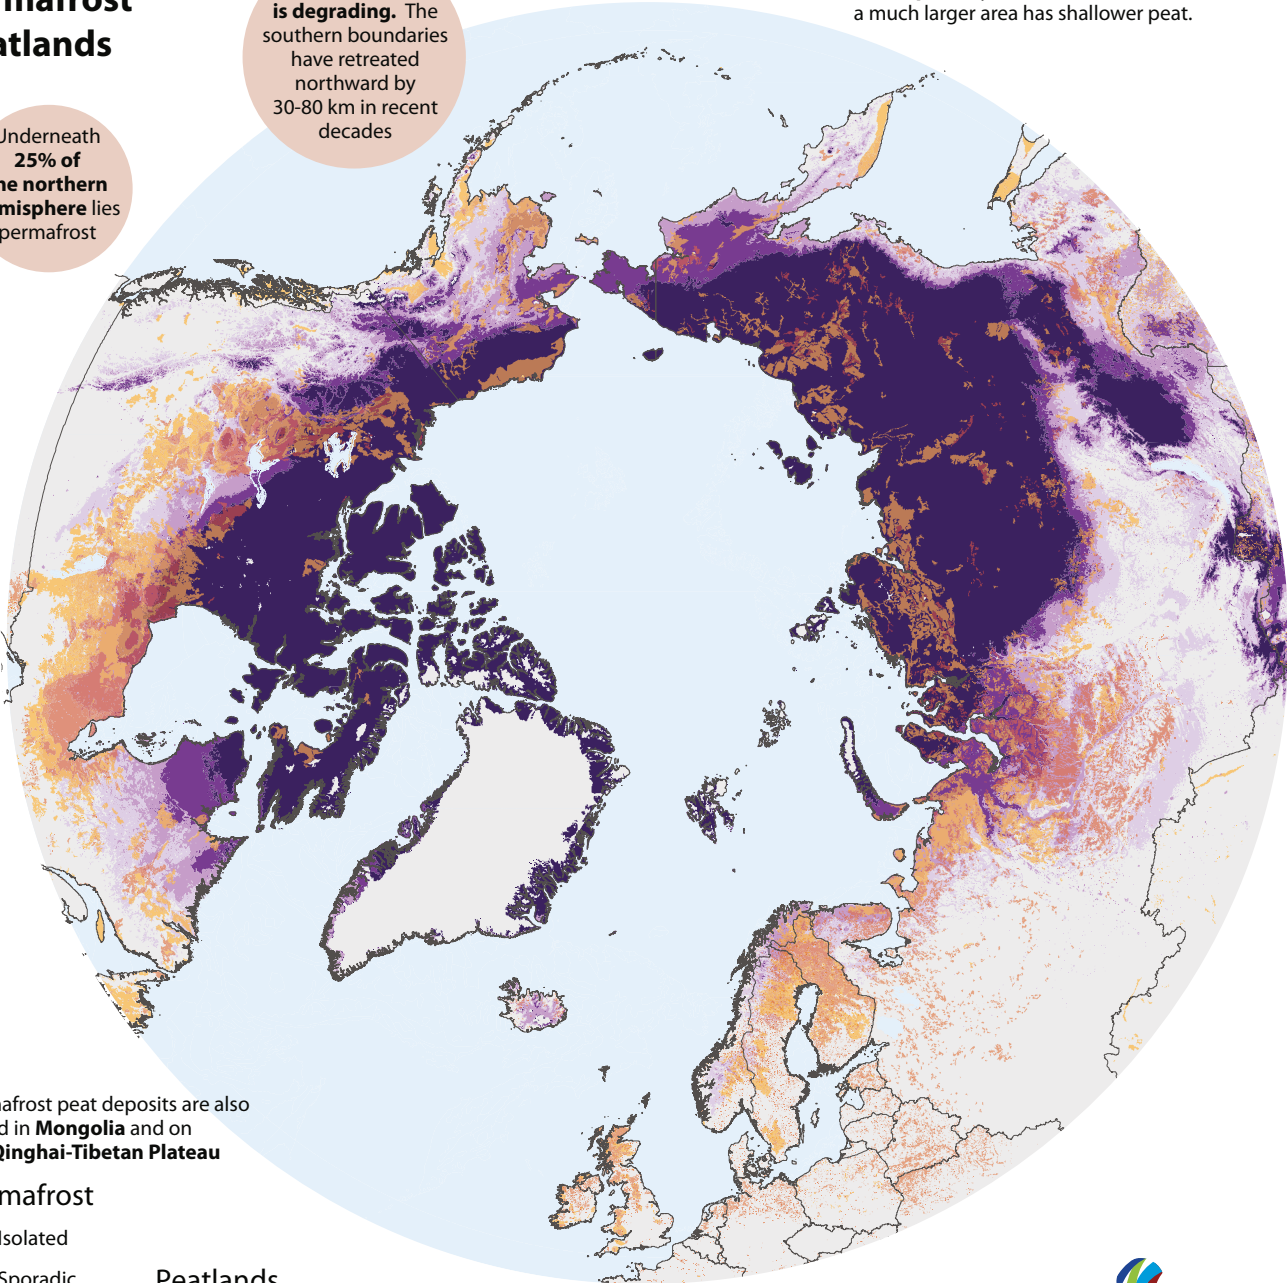 mafrost
atlands
is degrading. The
southern boundaries
have retreated
northward by
30-80 km in recent
decades
a much larger area has shallower peat.
Underneath
25% of
he northern
misphere lies
permafrost
nafrost peat deposits are also
d in Mongolia and on
Qinghai-Tibetan Plateau
mafrost
Isolated
Sporadic
Peatlands